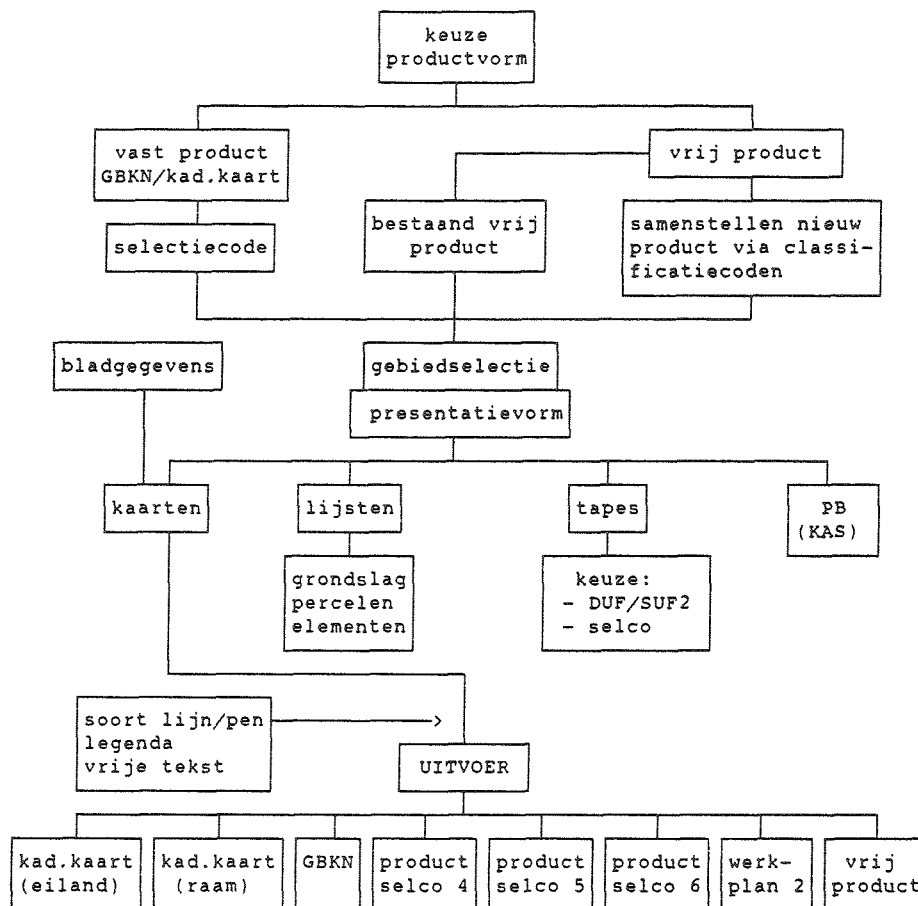 keuze
productvorm
vast product
GBKN/kad.kaart
vrij product
selectiecode
bestaand vrij
product
samenstellen nieuw
product via classi-
ficatiecoden
bladgegevens
gebiedselectie
presentatievorm
kaarten
lijsten
tapes
PB
(KAS)
grondslag
percelen
elementen
keuze:
- DUF/SUF2
- selco
soort lijn/pen
legenda
vrije tekst
>
UITVOER
kad.kaart
(eiland)
kad.kaart
(raam)
GBKN
product
selco 4
product
selco 5
product
selco 6
werk-
plan 2
vrij
product